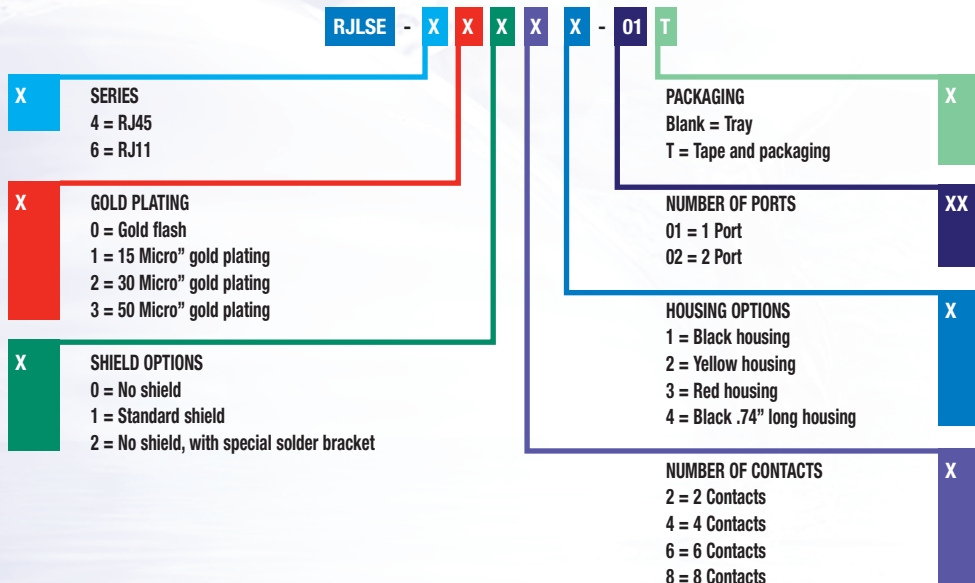 RJLSE - X X X X X - 01 T
X
SERIES
4 = RJ45
6 = RJ11
X
GOLD PLATING
0 = Gold flash
1 = 15 Micro” gold plating
2 = 30 Micro” gold plating
3 = 50 Micro” gold plating
X
SHIELD OPTIONS
0 = No shield
1 = Standard shield
2 = No shield, with special solder bracket
PACKAGING
X
Blank = Tray
T = Tape and packaging
NUMBER OF PORTS
XX
01 = 1 Port
02 = 2 Port
HOUSING OPTIONS
X
1 = Black housing
2 = Yellow housing
3 = Red housing
4 = Black .74” long housing
NUMBER OF CONTACTS
X
2 = 2 Contacts
4 = 4 Contacts
6 = 6 Contacts
8 = 8 Contacts